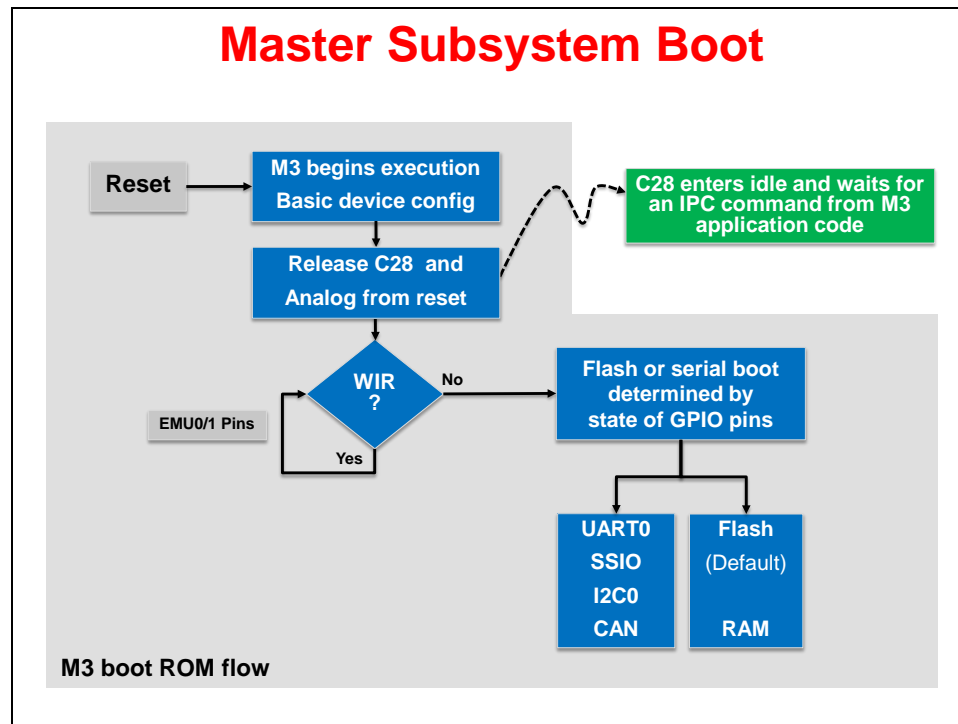 Master Subsystem Boot
Reset
M3 begins execution
Basic device config
C28 enters idle and waits for
an IPC command from M3
application code
Release C28 and
Analog from reset
WIR
?
No
Yes
EMU0/1 Pins
Flash or serial boot
determined by
state of GPIO pins
UART0
SSIO
I2C0
CAN
Flash
(Default)
RAM
M3 boot ROM flow